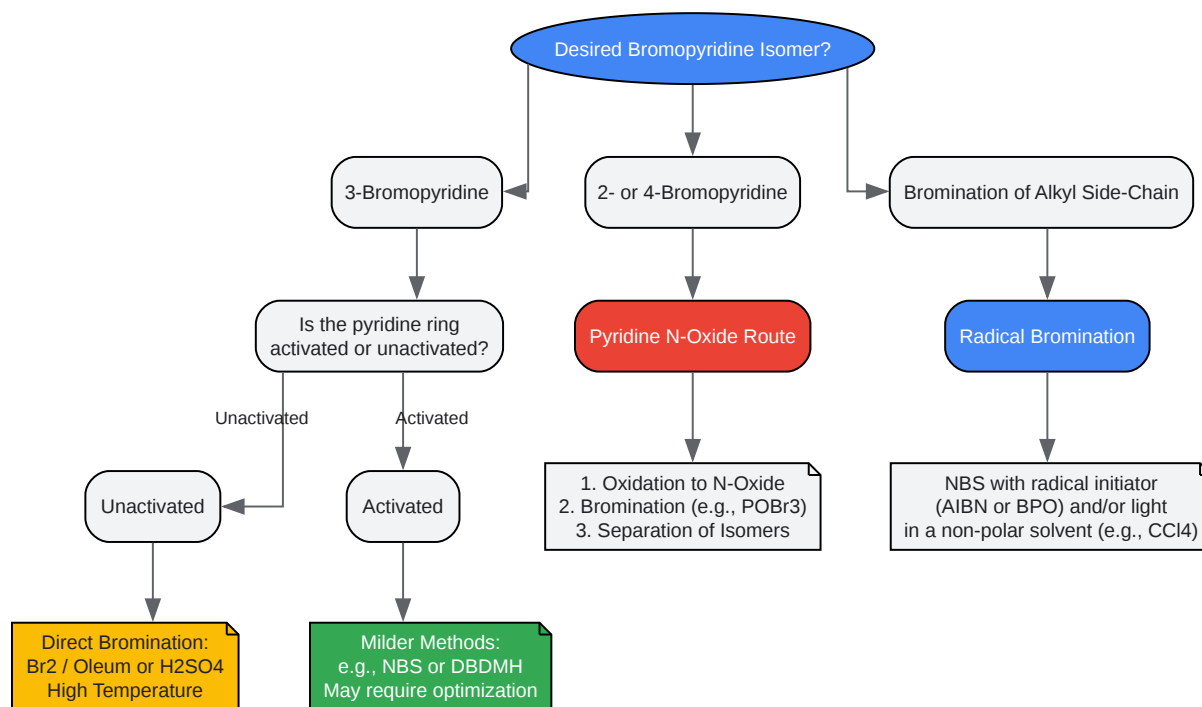 Desired Bromopyridine Isomer?
3-Bromopyridine
2- or 4-Bromopyridine
Bromination of Alkyl Side-Chain
Is the pyridine ring
activated or unactivated?
Pyridine N-Oxide Route
Radical Bromination
Unactivated
Activated
Unactivated
Activated
1. Oxidation to N-Oxide
2. Bromination (e.g., POBr3)
3. Separation of Isomers
NBS with radical initiator
(AIBN or BPO) and/or light
in a non-polar solvent (e.g., CCl4)
Direct Bromination:
Br2 / Oleum or H2SO4
High Temperature
Milder Methods:
e.g., NBS or DBDMH
May require optimization